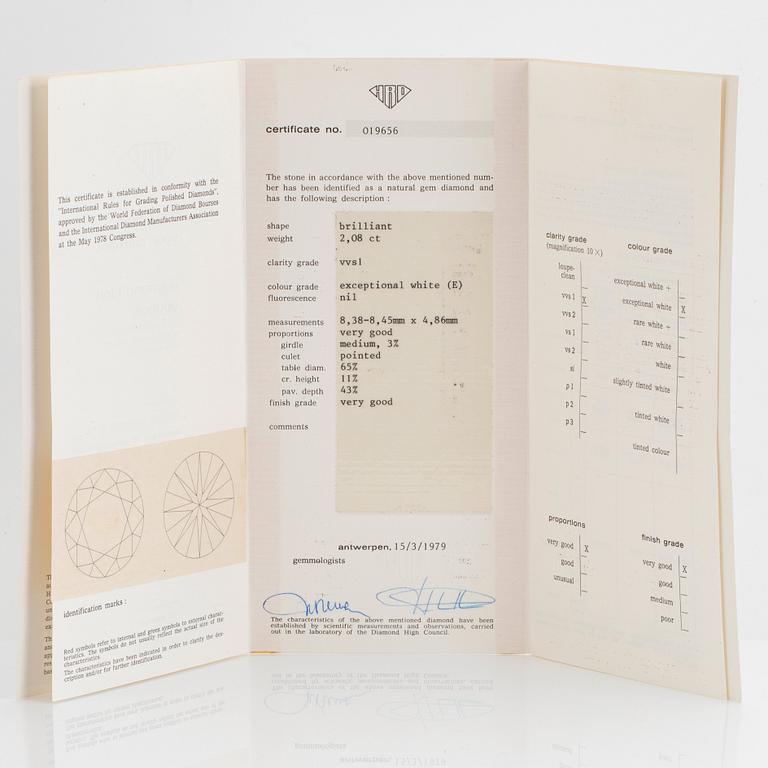 This certificate is established in conformity with the
"International Rules for Grading Polished Diamonds",
approved by the World Federation of Diamond Bourses
and the International Diamond Manufacturers Association
at the May 1978 Congress.
identification marks :
Red symbols refer to internal and green symbols to external charac-
teristics. The symbols do not usually reflect the actual size of the
characteristics.
The characteristics have been indicated in order to clarify the des-
cription and/or for further identification.
HRD
certificate no. 019656
The stone in accordance with the above mentioned num-
ber has been identified as a natural gem diamond and
has the following description :
shape brilliant
weight 2,08 ct
clarity grade vvs1
colour grade exceptional white (E)
fluorescence nil
measurements 8,38-8,45mm x 4,86mm
proportions very good
girdle medium, 3%
culet pointed
table diam. 65%
cr. height 11%
pav. depth 43%
finish grade very good
comments
antwerpen, 15/3/1979
gemmologists
The characteristics of the above mentioned diamond have been
established by scientific measurements and observations, carried
out in the laboratory of the Diamond High Council.
clarity grade
(magnification 10 ×)
loupe-
clean
vvs 1 X
vvs 2
vs 1
vs 2
si
p 1
p 2
p 3
colour grade
exceptional white +
exceptional white X
rare white +
rare white
white
slightly tinted white
tinted white
tinted colour
proportions
very good X
good
unusual
finish grade
very good X
good
medium
poor